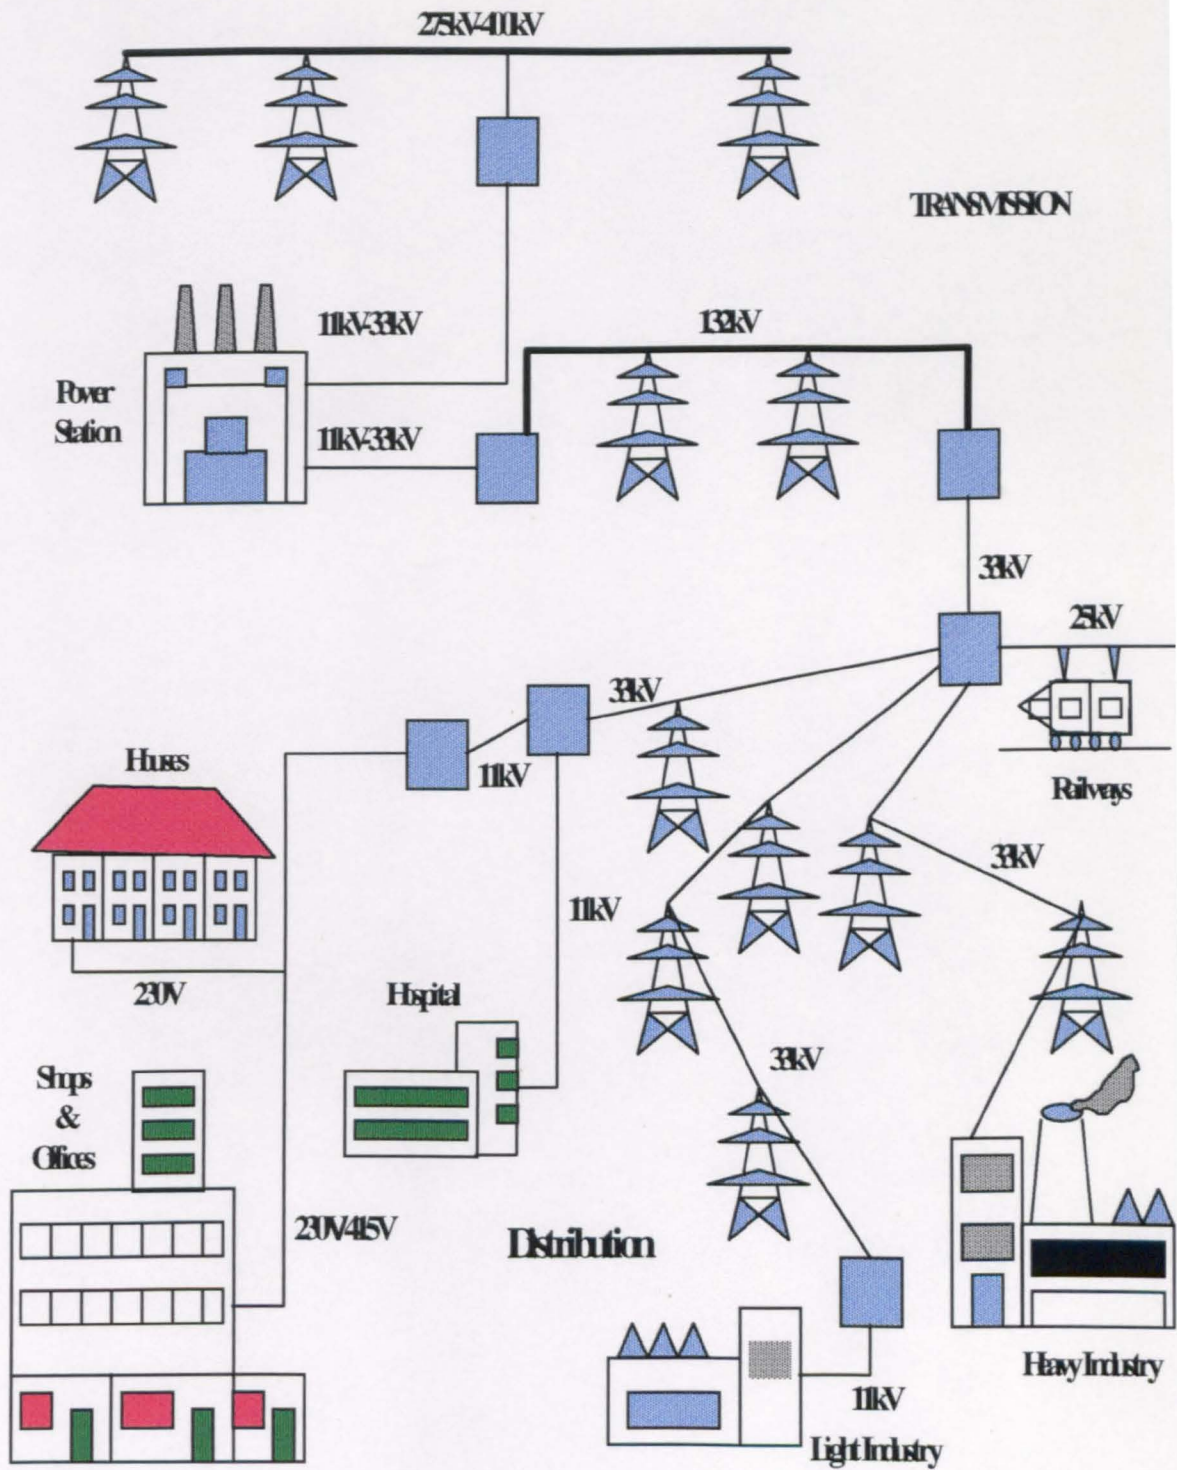 275kV-400kV
TRANSMISSION
11kV-33kV
132kV
Power
Station
11kV-33kV
33kV
25kV
33kV
Houses
11kV
Railways
33kV
11kV
230V
Hospital
33kV
Shops
&
Offices
230V/415V
Distribution
Heavy Industry
11kV
Light Industry